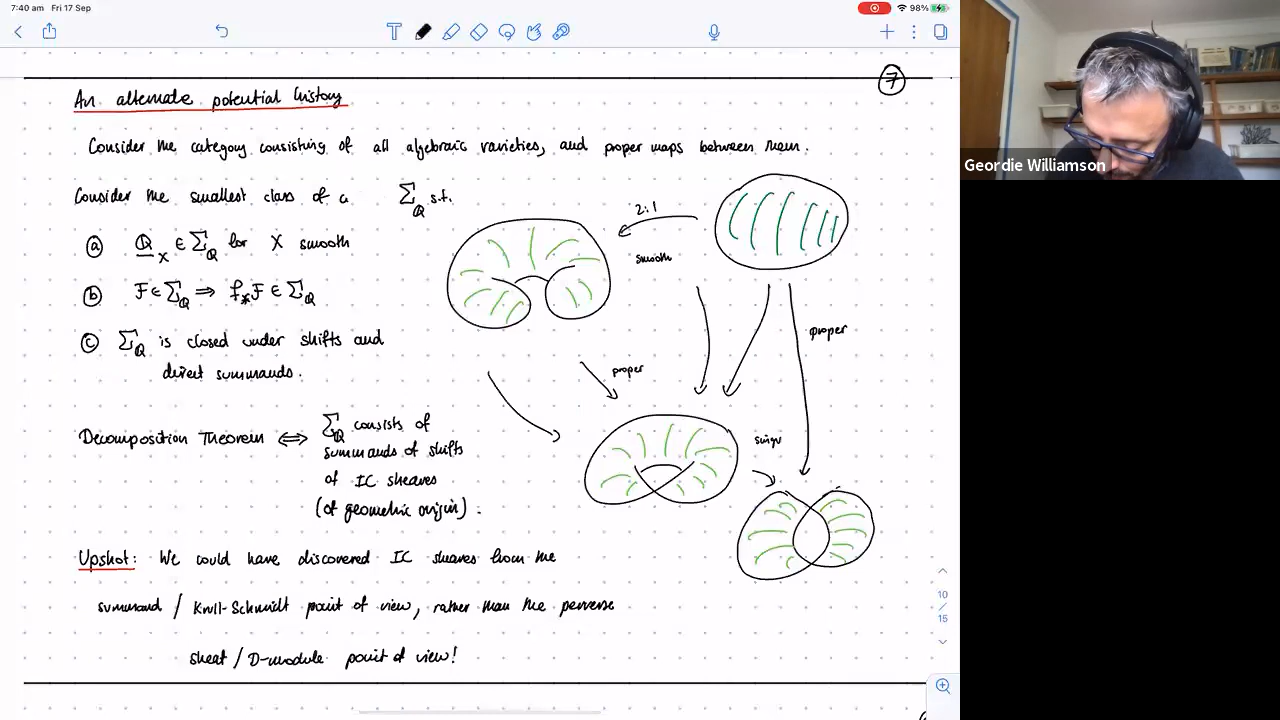 7:40 am Fri 17 Sep
98%
7
An alternate potential history
Consider the category consisting of all algebraic varieties, and proper maps between them.
Consider the smallest class of c Σ_Q s.t.
(a) Q_X ∈ Σ_Q for X smooth
(b) F ∈ Σ_Q ⇒ f_* F ∈ Σ_Q
(c) Σ_Q is closed under shifts and
direct summands.
Decomposition Theorem ⟺ Σ_Q consists of
summands of shifts
of IC sheaves
(of geometric origin).
Upshot: We could have discovered IC sheaves from the
summand / Krull-Schmidt point of view, rather than the perverse
sheaf / D-module point of view!
2:1
smooth
proper
proper
singu
10
/
15
Geordie Williamson